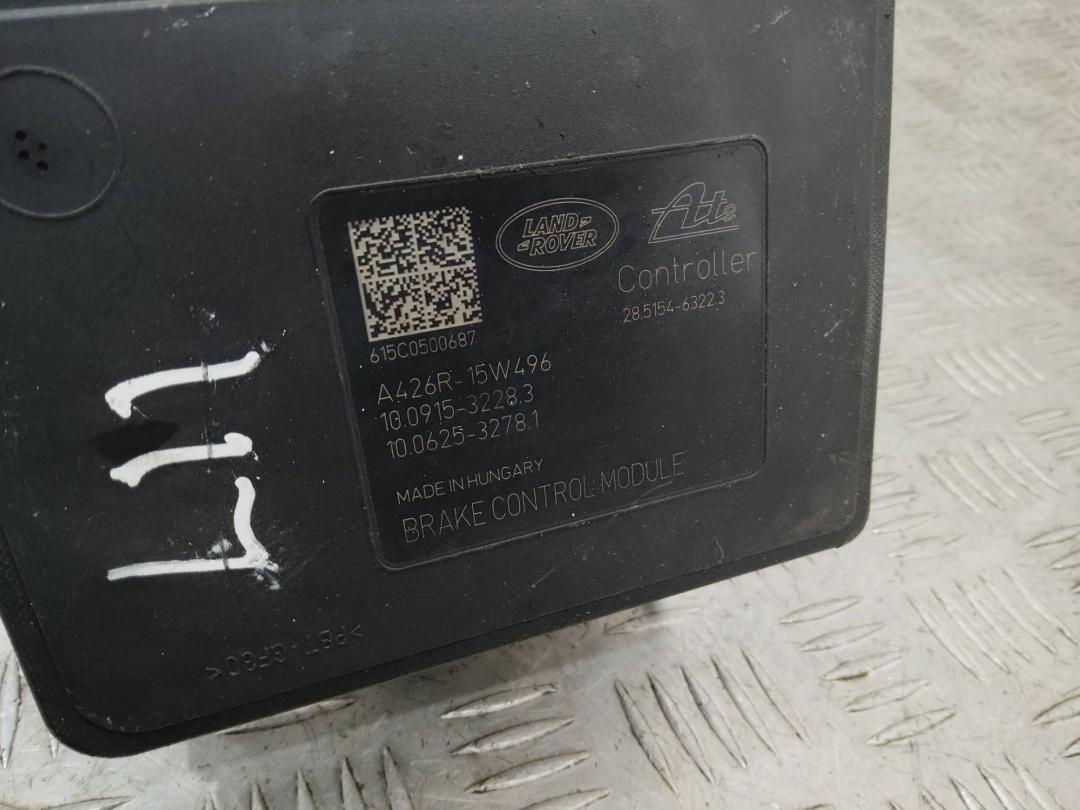 LAND
ROVER
Ate
Controller
28.5154-6322.3
615C0500687
A426R-15W496
10.0915-3228.3
10.0625-3278.1
MADE IN HUNGARY
BRAKE CONTROL MODULE
>PBT-GF30<